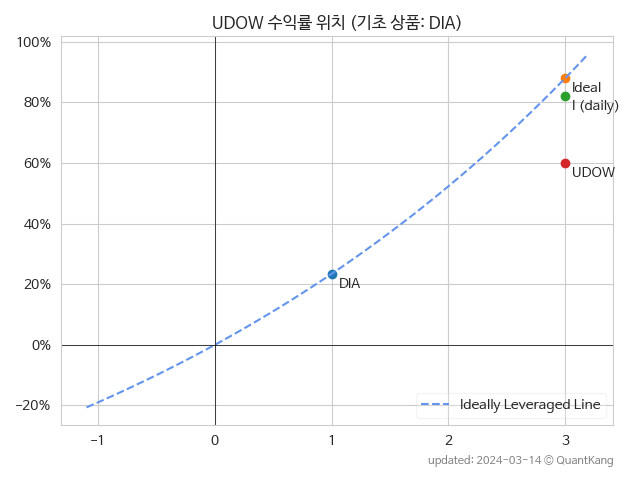 UDOW 수익률 위치 (기초 상품: DIA)
100%
80%
60%
40%
20%
0%
−20%
Ideal
I (daily)
UDOW
DIA
Ideally Leveraged Line
−1
0
1
2
3
updated: 2024-03-14 © QuantKang